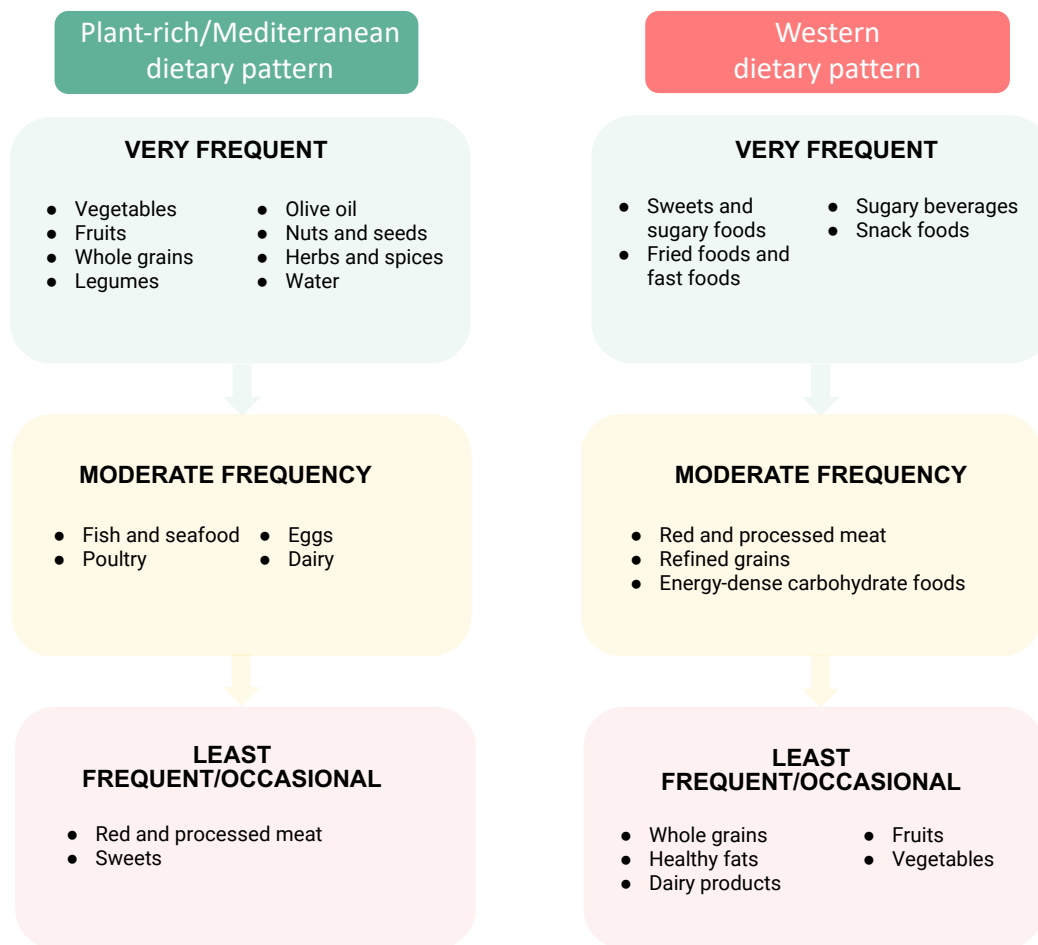 Plant-rich/Mediterranean
dietary pattern
VERY FREQUENT
● Vegetables
● Fruits
● Whole grains
● Legumes
● Olive oil
● Nuts and seeds
● Herbs and spices
● Water
MODERATE FREQUENCY
● Fish and seafood
● Poultry
● Eggs
● Dairy
LEAST
FREQUENT/OCCASIONAL
● Red and processed meat
● Sweets
Western
dietary pattern
VERY FREQUENT
● Sweets and
sugary foods
● Fried foods and
fast foods
● Sugary beverages
● Snack foods
MODERATE FREQUENCY
● Red and processed meat
● Refined grains
● Energy-dense carbohydrate foods
LEAST
FREQUENT/OCCASIONAL
● Whole grains
● Healthy fats
● Dairy products
● Fruits
● Vegetables